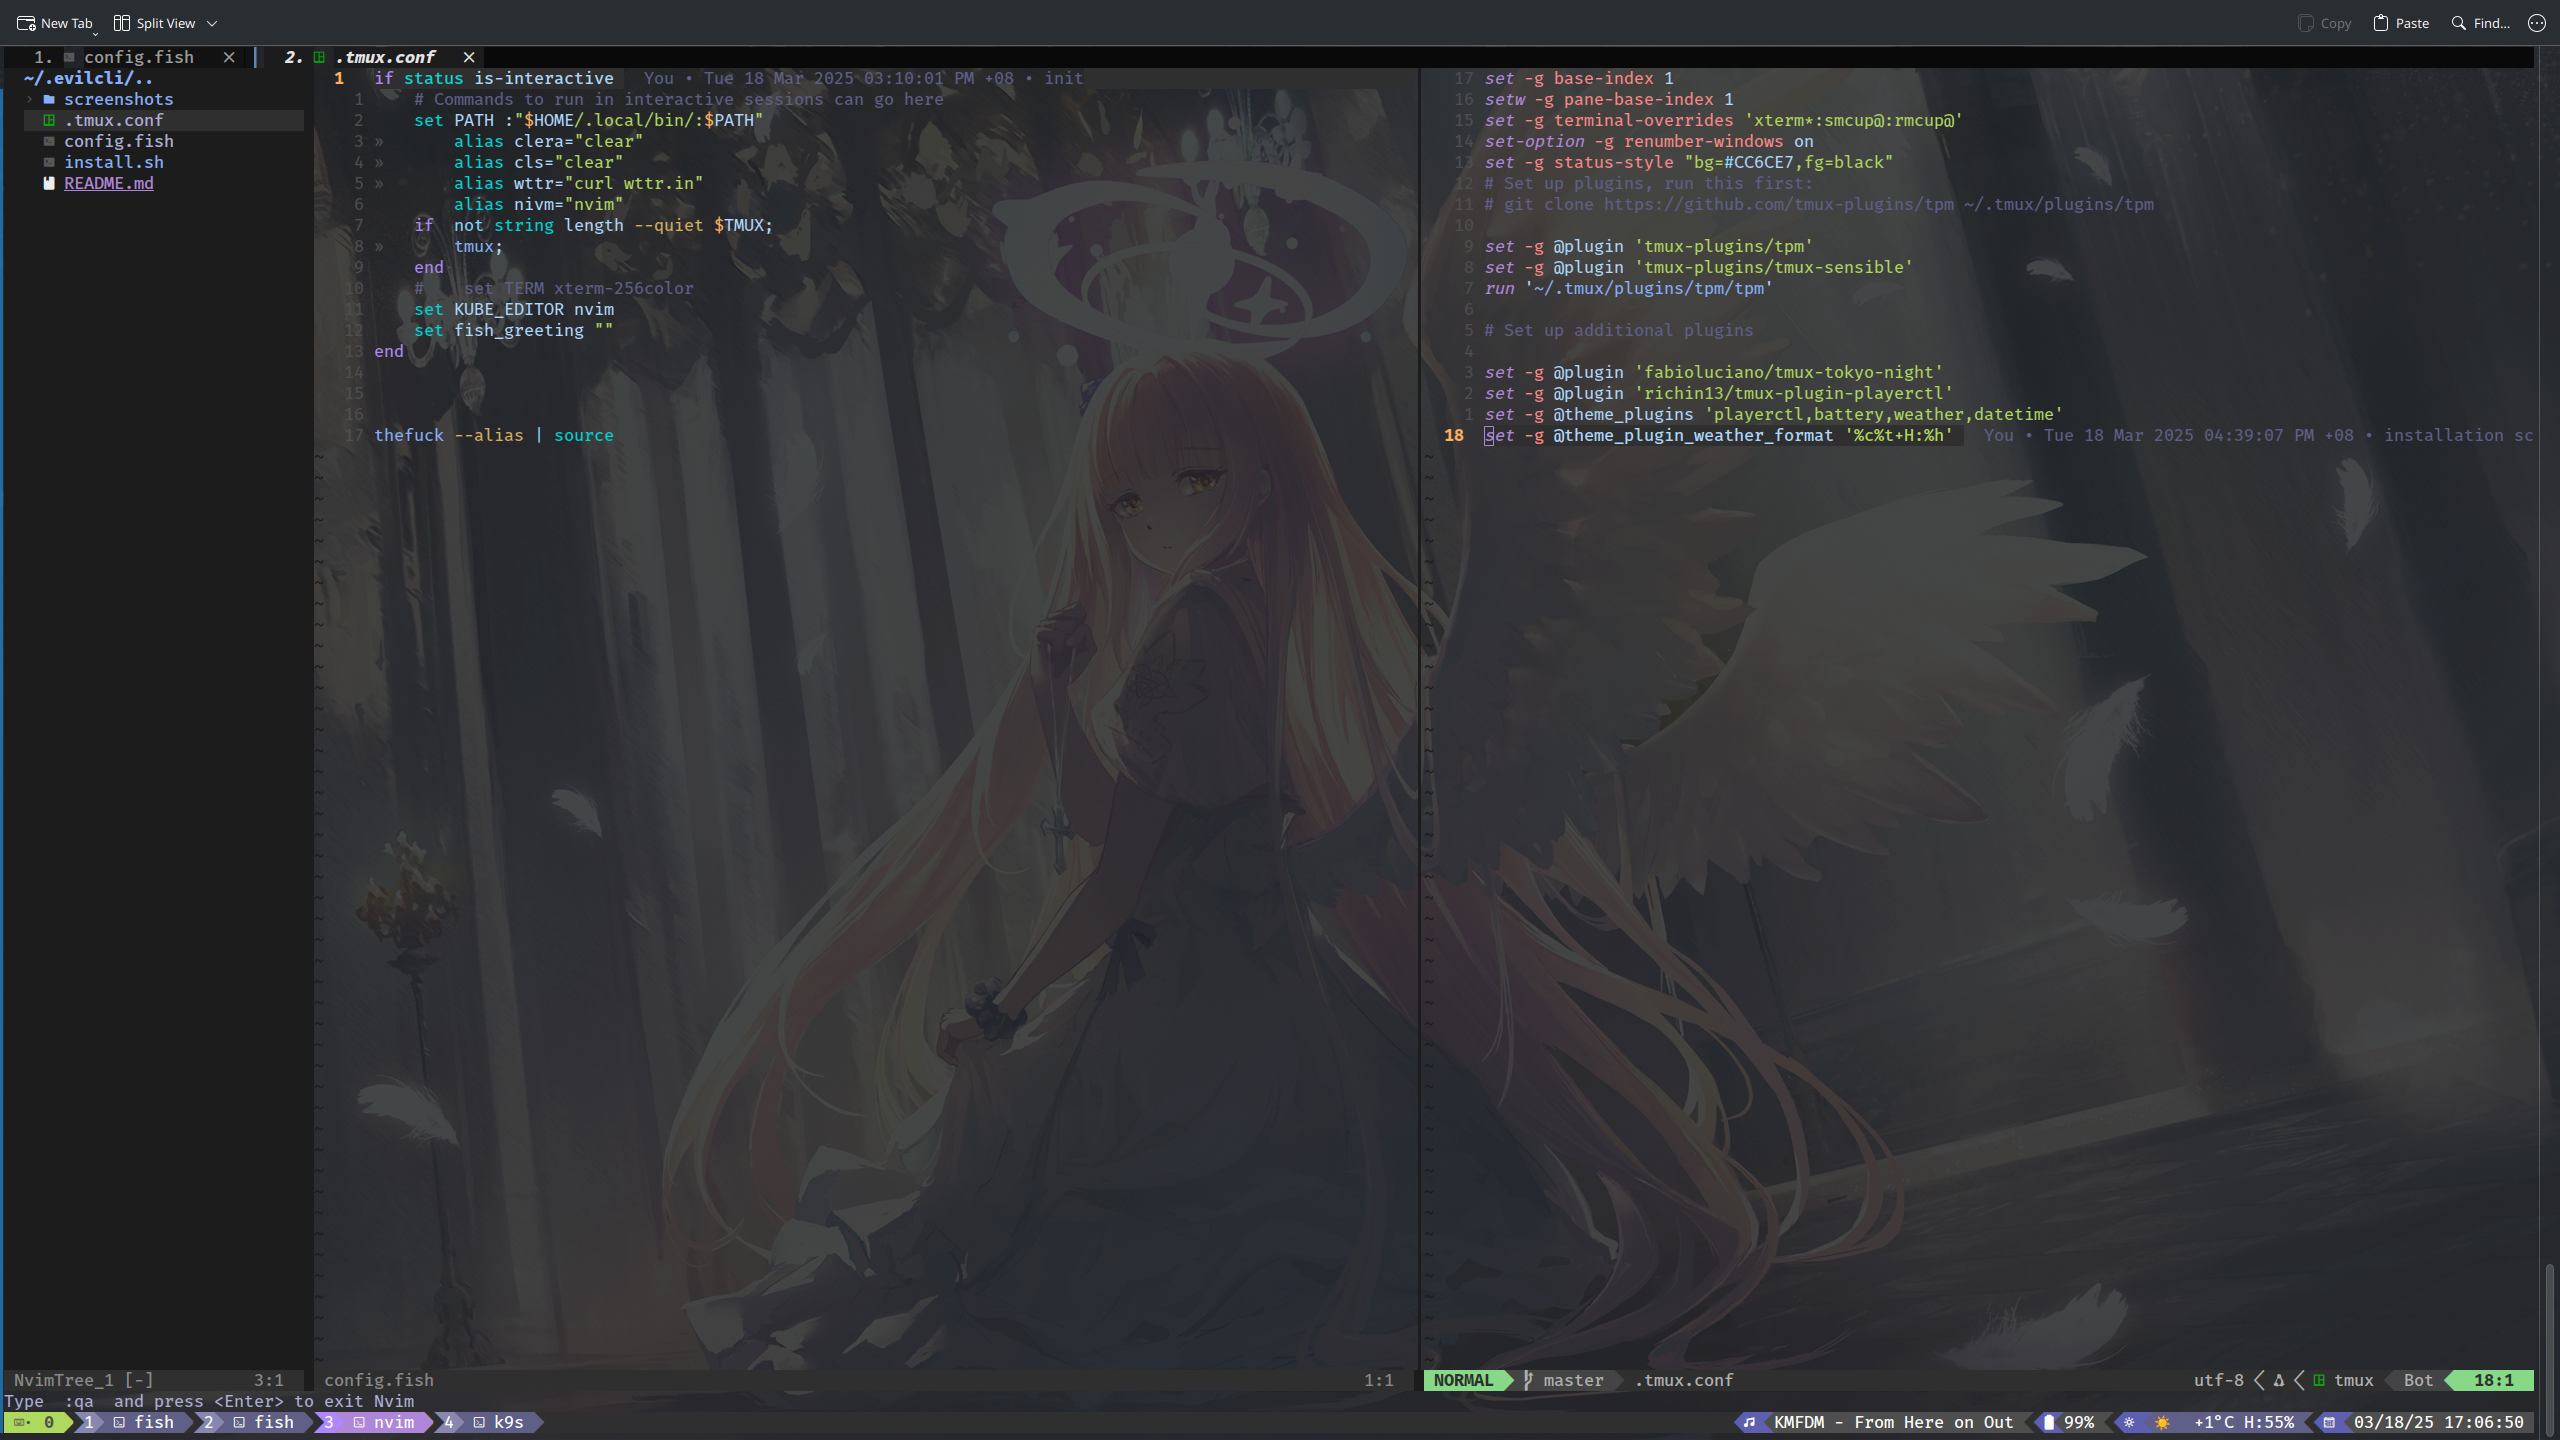 New Tab Split View Copy Paste Find...
1. config.fish × 2. .tmux.conf ×
~/.evilcli/..
screenshots
.tmux.conf
config.fish
install.sh
README.md
1 if status is-interactive You • Tue 18 Mar 2025 03:10:01 PM +08 • init
1 # Commands to run in interactive sessions can go here
2 set PATH :"$HOME/.local/bin/:$PATH"
3 » alias clera="clear"
4 » alias cls="clear"
5 » alias wttr="curl wttr.in"
6 alias nivm="nvim"
7 if not string length --quiet $TMUX;
8 » tmux;
9 end
10 # set TERM xterm-256color
11 set KUBE_EDITOR nvim
12 set fish_greeting ""
13 end
14
15
16
17 thefuck --alias | source
17 set -g base-index 1
16 setw -g pane-base-index 1
15 set -g terminal-overrides 'xterm*:smcup@:rmcup@'
14 set-option -g renumber-windows on
13 set -g status-style "bg=#CC6CE7,fg=black"
12 # Set up plugins, run this first:
11 # git clone https://github.com/tmux-plugins/tpm ~/.tmux/plugins/tpm
10
9 set -g @plugin 'tmux-plugins/tpm'
8 set -g @plugin 'tmux-plugins/tmux-sensible'
7 run '~/.tmux/plugins/tpm/tpm'
6
5 # Set up additional plugins
4
3 set -g @plugin 'fabioluciano/tmux-tokyo-night'
2 set -g @plugin 'richin13/tmux-plugin-playerctl'
1 set -g @theme_plugins 'playerctl,battery,weather,datetime'
18 set -g @theme_plugin_weather_format '%c%t+H:%h' You • Tue 18 Mar 2025 04:39:07 PM +08 • installation sc
NvimTree_1 [-] 3:1 config.fish 1:1 NORMAL master .tmux.conf utf-8 < < tmux Bot 18:1
Type :qa and press <Enter> to exit Nvim
0 1 fish 2 fish 3 nvim 4 k9s KMFDM - From Here on Out 99% +1°C H:55% 03/18/25 17:06:50